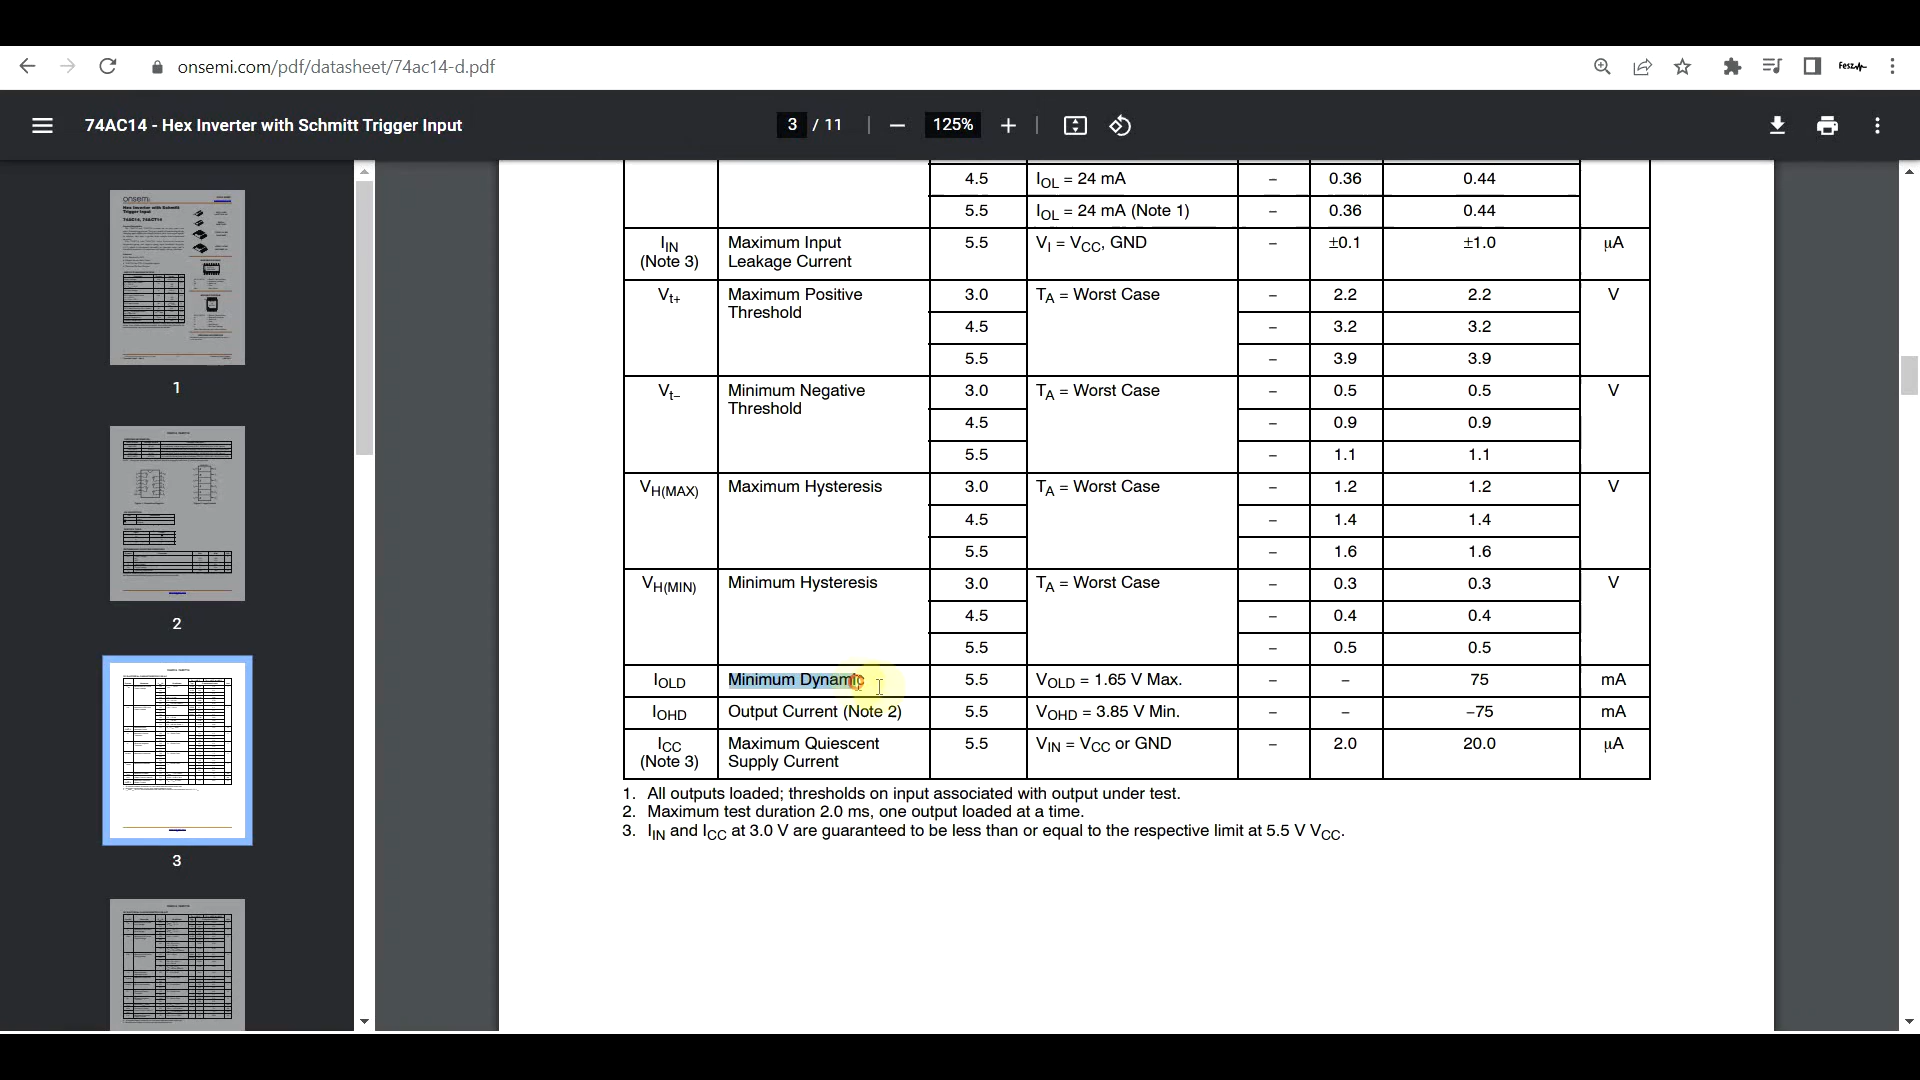 onsemi.com/pdf/datasheet/74ac14-d.pdf
fesz
74AC14 - Hex Inverter with Schmitt Trigger Input
3 / 11
125%
1
2
3
4.5 IOL = 24 mA – 0.36 0.44
5.5 IOL = 24 mA (Note 1) – 0.36 0.44
IIN (Note 3) Maximum Input Leakage Current 5.5 VI = VCC, GND – ±0.1 ±1.0 μA
Vt+ Maximum Positive Threshold 3.0 TA = Worst Case – 2.2 2.2 V
4.5 – 3.2 3.2
5.5 – 3.9 3.9
Vt– Minimum Negative Threshold 3.0 TA = Worst Case – 0.5 0.5 V
4.5 – 0.9 0.9
5.5 – 1.1 1.1
VH(MAX) Maximum Hysteresis 3.0 TA = Worst Case – 1.2 1.2 V
4.5 – 1.4 1.4
5.5 – 1.6 1.6
VH(MIN) Minimum Hysteresis 3.0 TA = Worst Case – 0.3 0.3 V
4.5 – 0.4 0.4
5.5 – 0.5 0.5
IOLD Minimum Dynamic 5.5 VOLD = 1.65 V Max. – – 75 mA
IOHD Output Current (Note 2) 5.5 VOHD = 3.85 V Min. – – –75 mA
ICC (Note 3) Maximum Quiescent Supply Current 5.5 VIN = VCC or GND – 2.0 20.0 μA
1. All outputs loaded; thresholds on input associated with output under test.
2. Maximum test duration 2.0 ms, one output loaded at a time.
3. IIN and ICC at 3.0 V are guaranteed to be less than or equal to the respective limit at 5.5 V VCC.